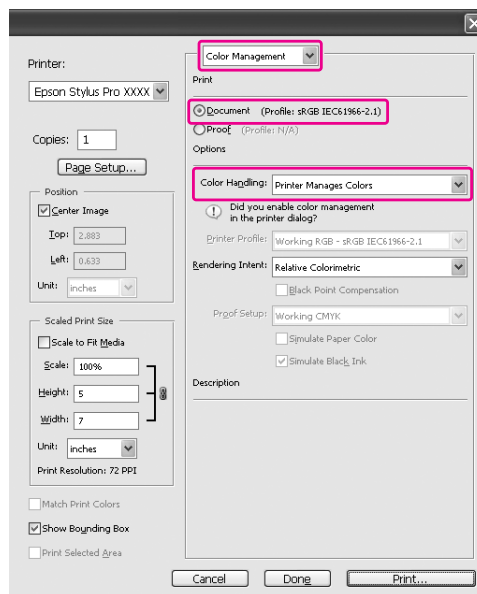 Printer:
Epson Stylus Pro XXXX
Copies: 1
Page Setup...
Position
Center Image
Top: 2.883
Left: 0.633
Unit: inches
Scaled Print Size
Scale to Fit Media
Scale: 100%
Height: 5
Width: 7
Unit: inches
Print Resolution: 72 PPI
Match Print Colors
Show Bounding Box
Print Selected Area
Color Management
Print
Document (Profile: sRGB IEC61966-2.1)
Proof (Profile: N/A)
Options
Color Handling: Printer Manages Colors
Did you enable color management
in the printer dialog?
Printer Profile: Working RGB - sRGB IEC61966-2.1
Rendering Intent: Relative Colorimetric
Black Point Compensation
Proof Setup: Working CMYK
Simulate Paper Color
Simulate Black Ink
Description
Cancel Done Print...